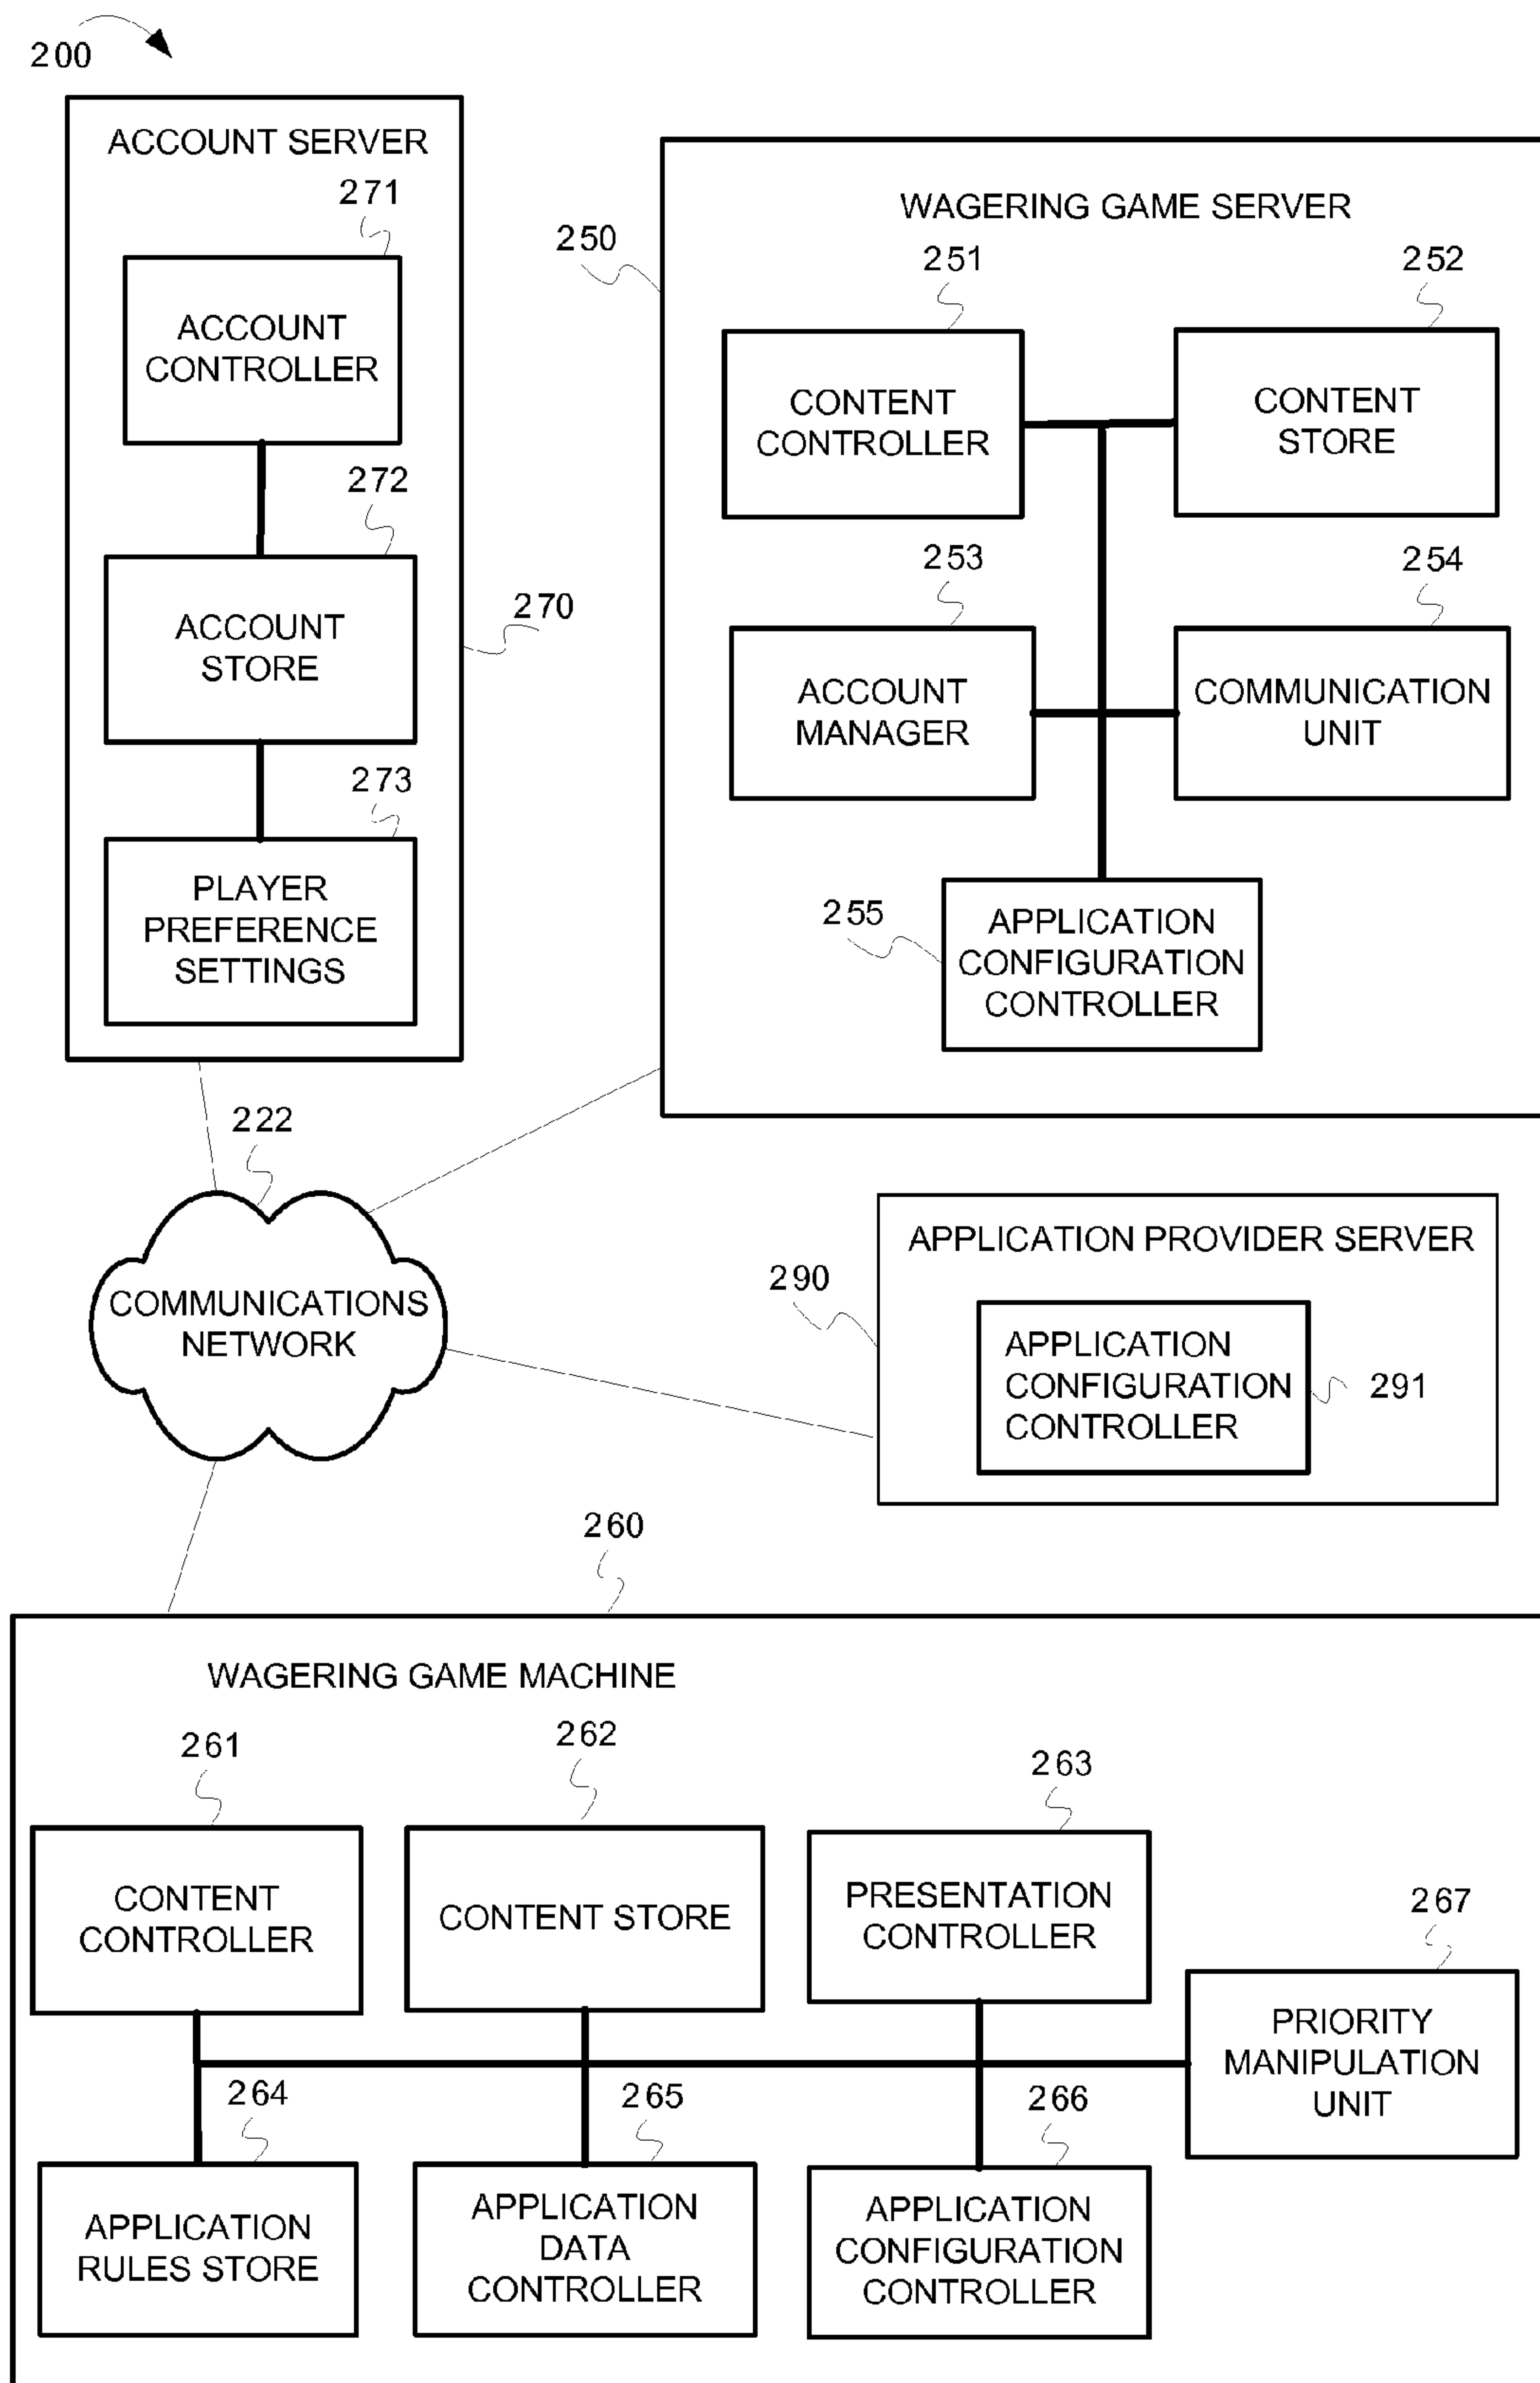 200
ACCOUNT SERVER
271
ACCOUNT
CONTROLLER
272
ACCOUNT
STORE
270
273
PLAYER
PREFERENCE
SETTINGS
250
WAGERING GAME SERVER
251
252
CONTENT
CONTROLLER
CONTENT
STORE
253
254
ACCOUNT
MANAGER
COMMUNICATION
UNIT
255
APPLICATION
CONFIGURATION
CONTROLLER
222
COMMUNICATIONS
NETWORK
290
APPLICATION PROVIDER SERVER
APPLICATION
CONFIGURATION
CONTROLLER
291
260
WAGERING GAME MACHINE
261
262
263
267
CONTENT
CONTROLLER
CONTENT STORE
PRESENTATION
CONTROLLER
PRIORITY
MANIPULATION
UNIT
264
265
266
APPLICATION
RULES STORE
APPLICATION
DATA
CONTROLLER
APPLICATION
CONFIGURATION
CONTROLLER